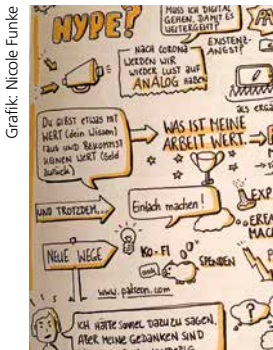 Grafik: Nicole Funke
HYPE?
MUSS ICH DIGITAL
GEHEN, DAMIT ES
WEITERGEHT?
EXISTENZ-
ANGST?
NACH CORONA
WERDEN WIR
WIEDER LUST AUF
ANALOG HABEN
DU GIBST ETWAS MIT
WERT (dein Wissen)
raus UND BEKOMMST
KEINEN WERT (Geld
zurück)
WAS IST MEINE
ARBEIT WERT.
UND TROTZDEM...
Einfach machen!
NEUE WEGE
KO-FI
SPENDEN
www.patreon.com
ICH HÄTTE SOVIEL DAZU ZU SAGEN,
ABER MEINE GEDANKEN SIND